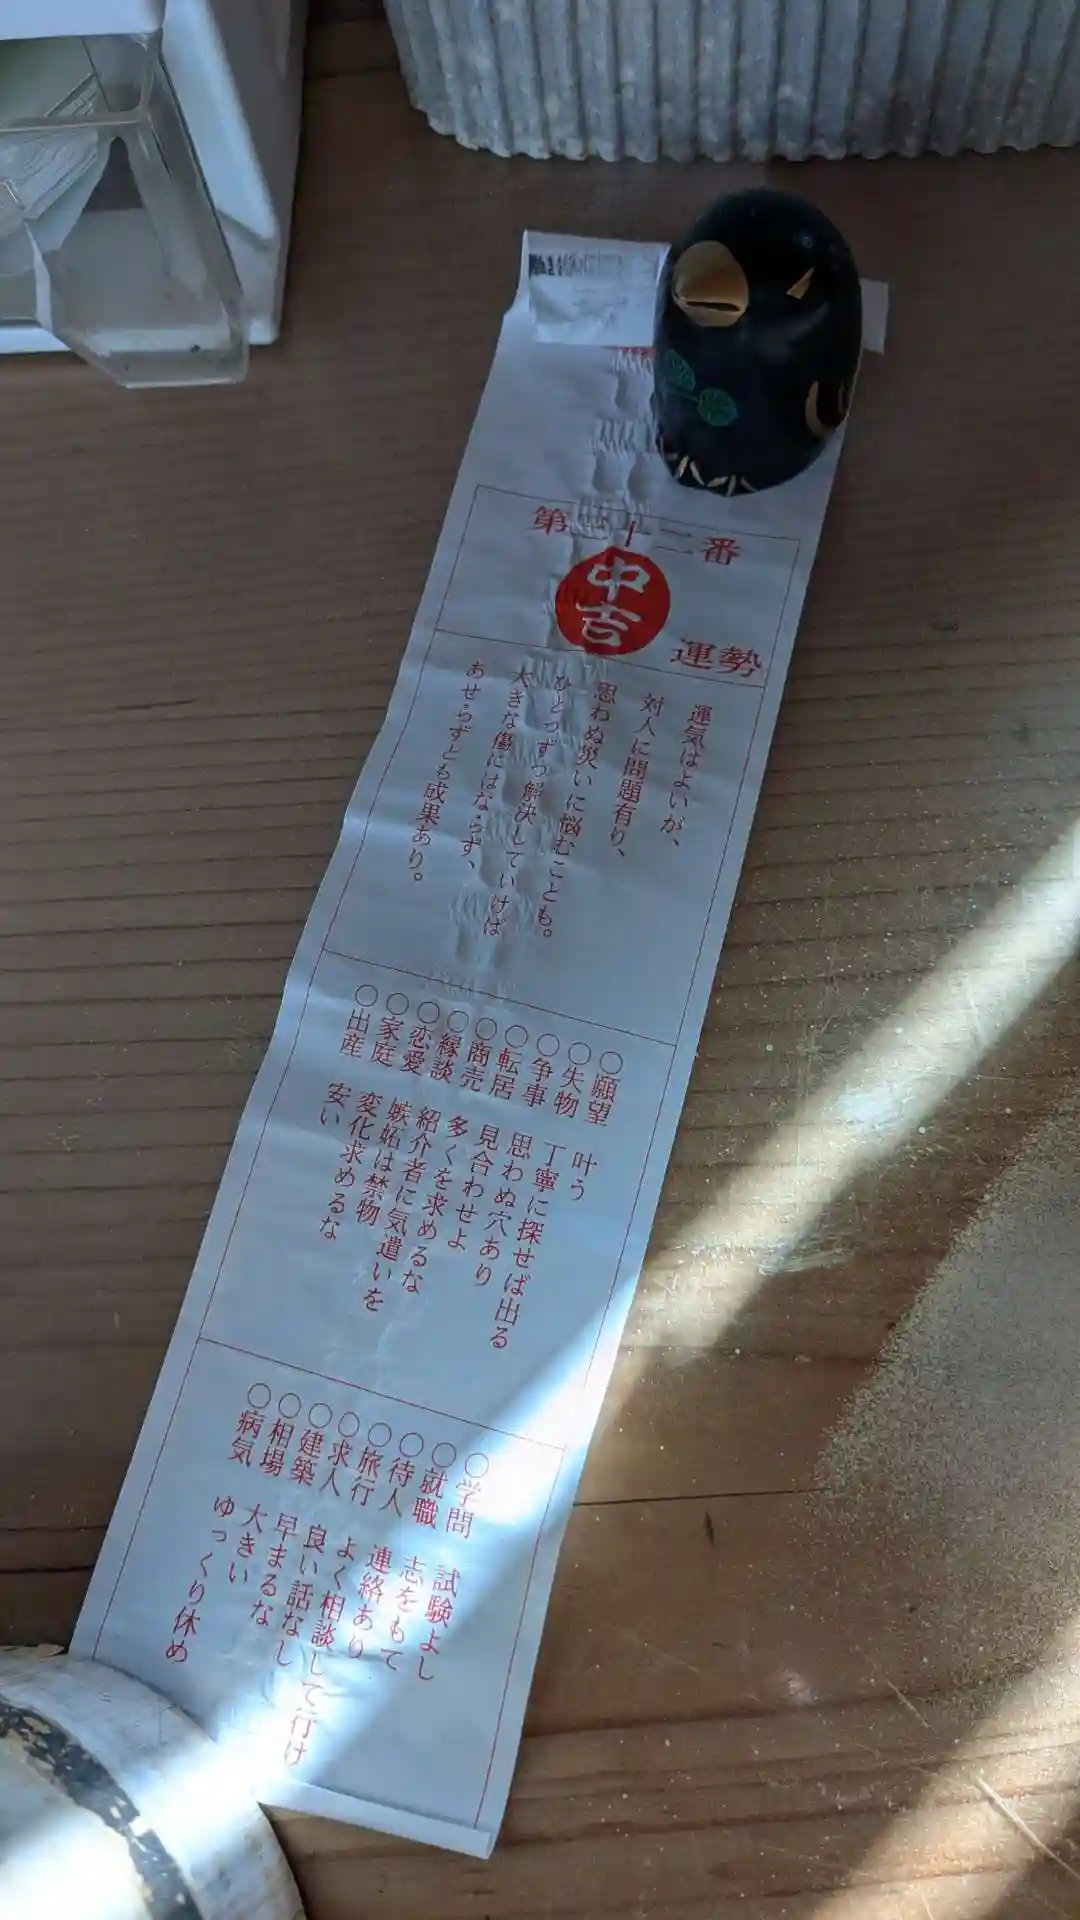 第三十二番
中吉
運勢
運気はよいが、
対人に問題有り、
思わぬ災いに悩むことも。
ひとつずつ解決していけば
大きな傷にはならず、
あせらずとも成果あり。
○願望 叶う
○失物 丁寧に探せば出る
○争事 思わぬ穴あり
○転居 見合わせよ
○商売 多くを求めるな
○縁談 紹介者に気遣いを
○恋愛 嫉妬は禁物
○家庭 変化求めるな
○出産 安い
○学問 試験よし
○就職 志をもて
○待人 連絡あり
○旅行 よく相談して行け
○求人 良い話なし
○建築 早まるな
○相場 大きい
○病気 ゆっくり休め